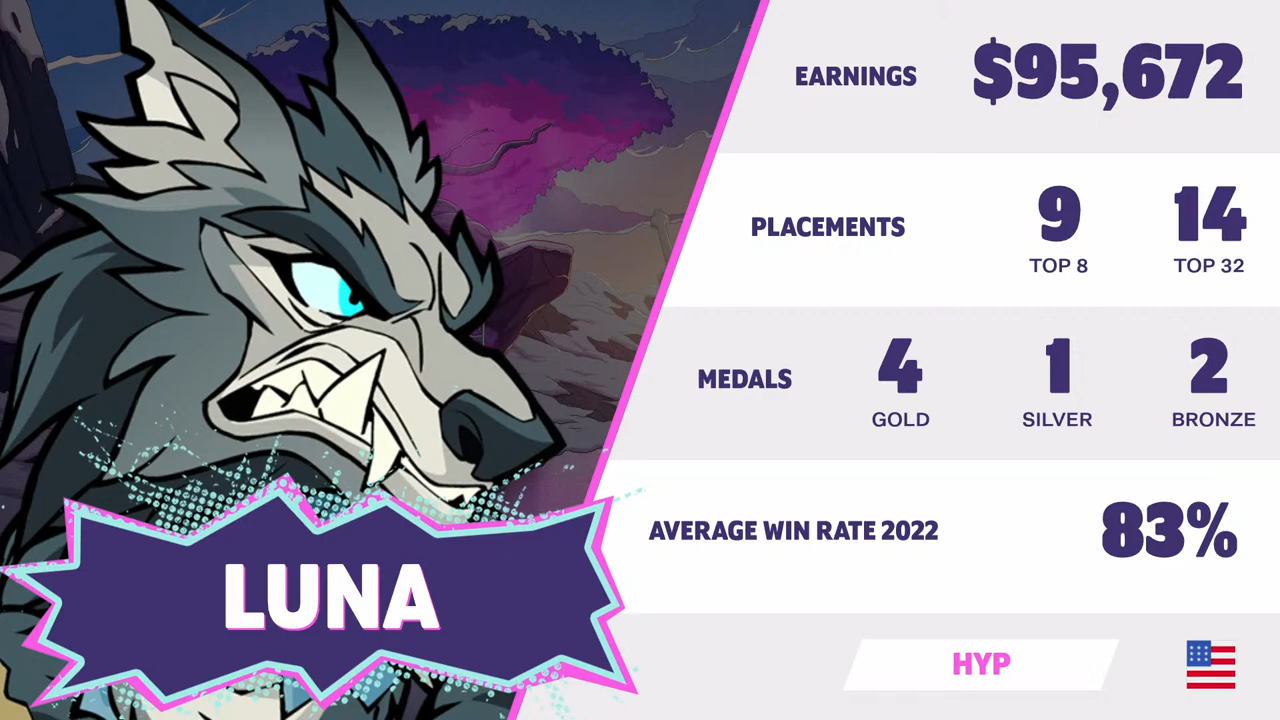 EARNINGS $95,672
PLACEMENTS 9 14
TOP 8 TOP 32
MEDALS 4 1 2
GOLD SILVER BRONZE
AVERAGE WIN RATE 2022 83%
LUNA
HYP